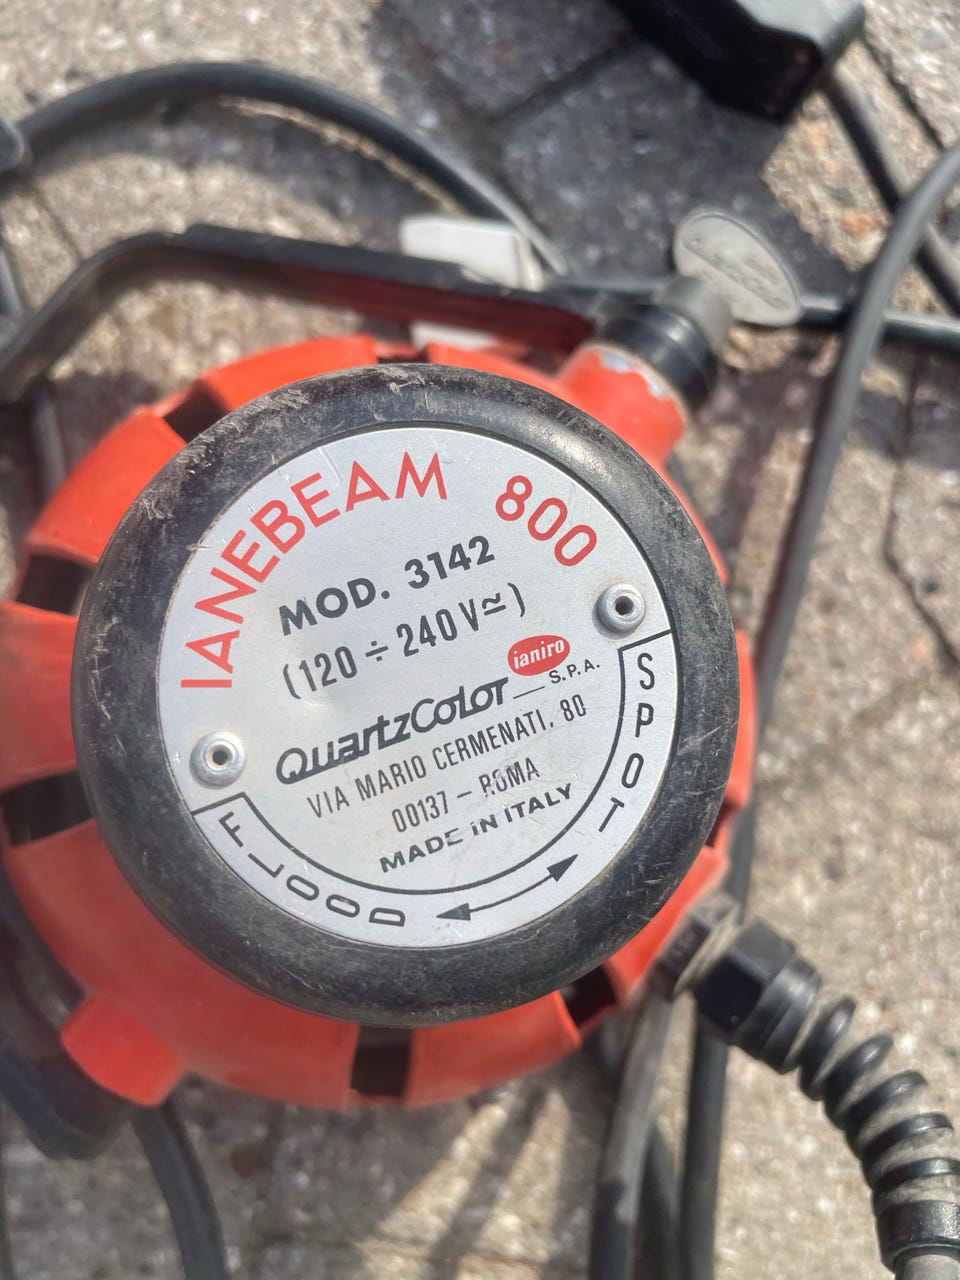 IANEBEAM 800
MOD. 3142
(120 ÷ 240 V≃)
ianiro
QuartzColor — S.P.A.
VIA MARIO CERMENATI, 80
00137 – ROMA
MADE IN ITALY
FLOOD ↔ SPOT